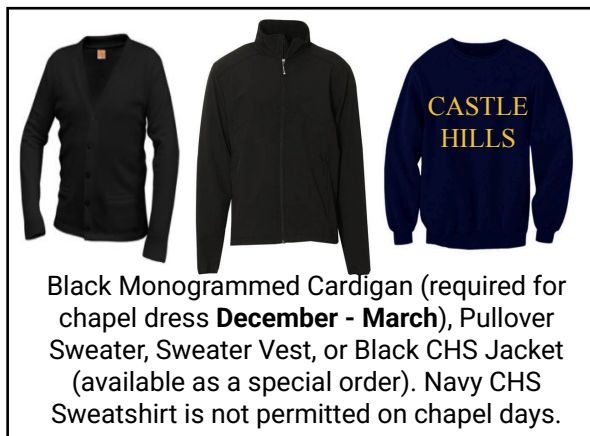 CASTLE
HILLS
Black Monogrammed Cardigan (required for
chapel dress December - March), Pullover
Sweater, Sweater Vest, or Black CHS Jacket
(available as a special order). Navy CHS
Sweatshirt is not permitted on chapel days.